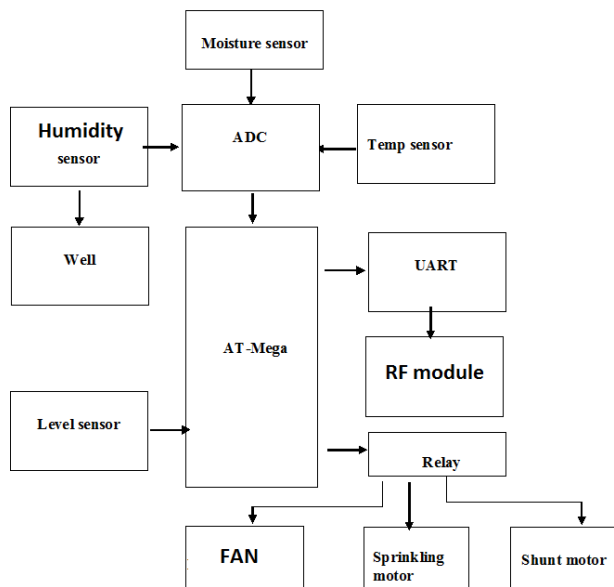 Moisture sensor
Humidity
sensor
ADC
Temp sensor
Well
UART
AT-Mega
RF module
Level sensor
Relay
FAN
Sprinkling
motor
Shunt motor